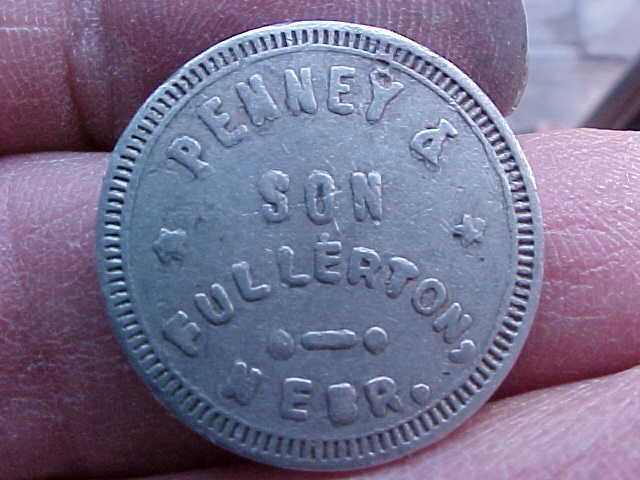 PENNEY &
SON
FULLERTON,
NEBR.